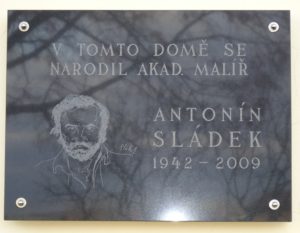 V TOMTO DOMĚ SE
NARODIL AKAD. MALÍŘ
ANTONÍN
SLÁDEK
1942 – 2009